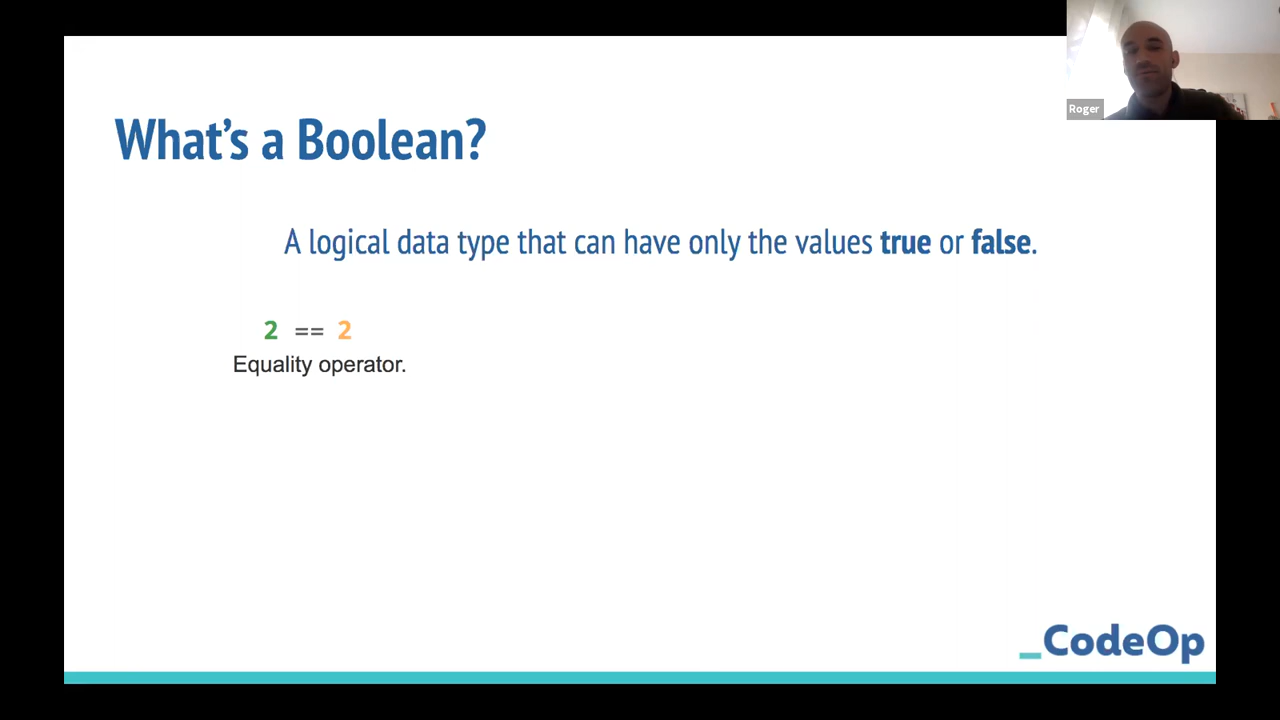 Roger
What's a Boolean?
A logical data type that can have only the values true or false.
2 == 2
Equality operator.
_CodeOp